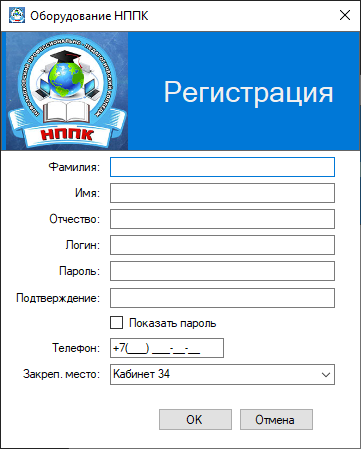 Оборудование НППК
НППК
Регистрация
Фамилия:
Имя:
Отчество:
Логин:
Пароль:
Подтверждение:
Показать пароль
Телефон: +7(___) ___-__-__
Закреп. место: Кабинет 34
OK Отмена